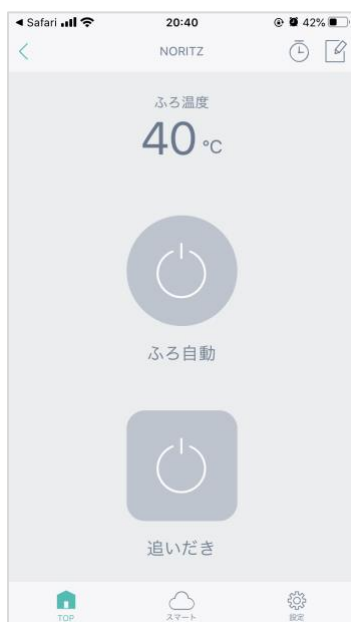 ◀ Safari 20:40 42%
NORITZ
ふろ温度
40 °C
ふろ自動
追いだき
TOP スマート 設定